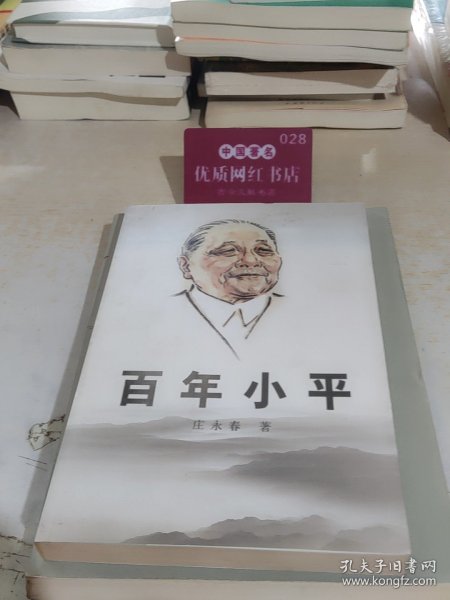 028
中国著名
优质网红书店
百年小平
庄永春 著
孔夫子旧书网
www.kongfz.com